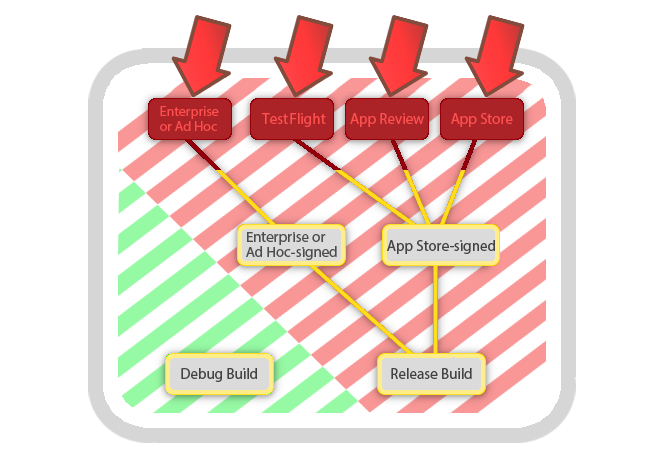 Enterprise
or Ad Hoc
TestFlight
App Review
App Store
Enterprise or
Ad Hoc-signed
App Store-signed
Debug Build
Release Build